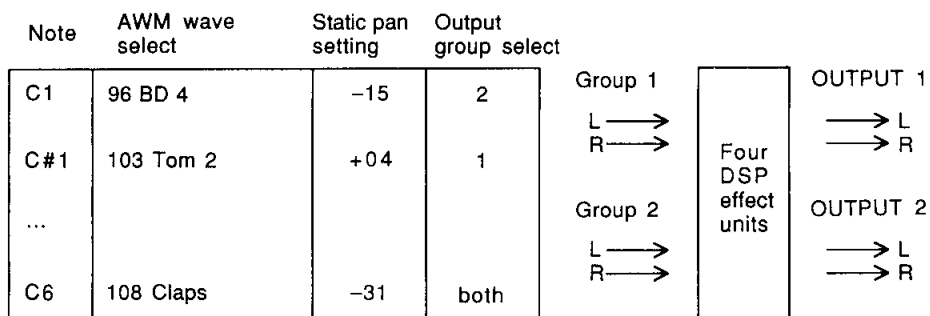 Note AWM wave select Static pan setting Output group select
C1 96 BD 4 −15 2
C#1 103 Tom 2 +04 1
...
C6 108 Claps −31 both
Group 1
L
R
Group 2
L
R
Four
DSP
effect
units
OUTPUT 1
L
R
OUTPUT 2
L
R